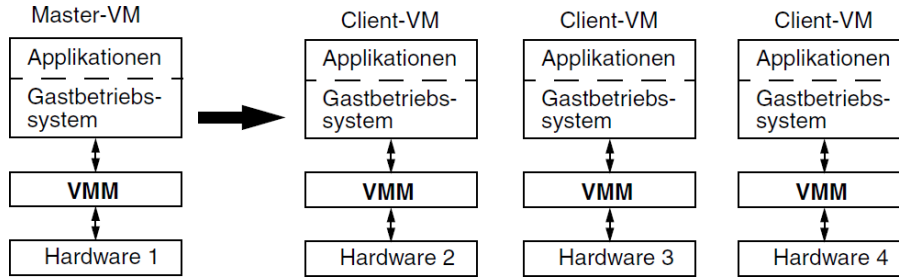 Master-VM
Applikationen
Gastbetriebs-
system
VMM
Hardware 1
Client-VM
Applikationen
Gastbetriebs-
system
VMM
Hardware 2
Client-VM
Applikationen
Gastbetriebs-
system
VMM
Hardware 3
Client-VM
Applikationen
Gastbetriebs-
system
VMM
Hardware 4